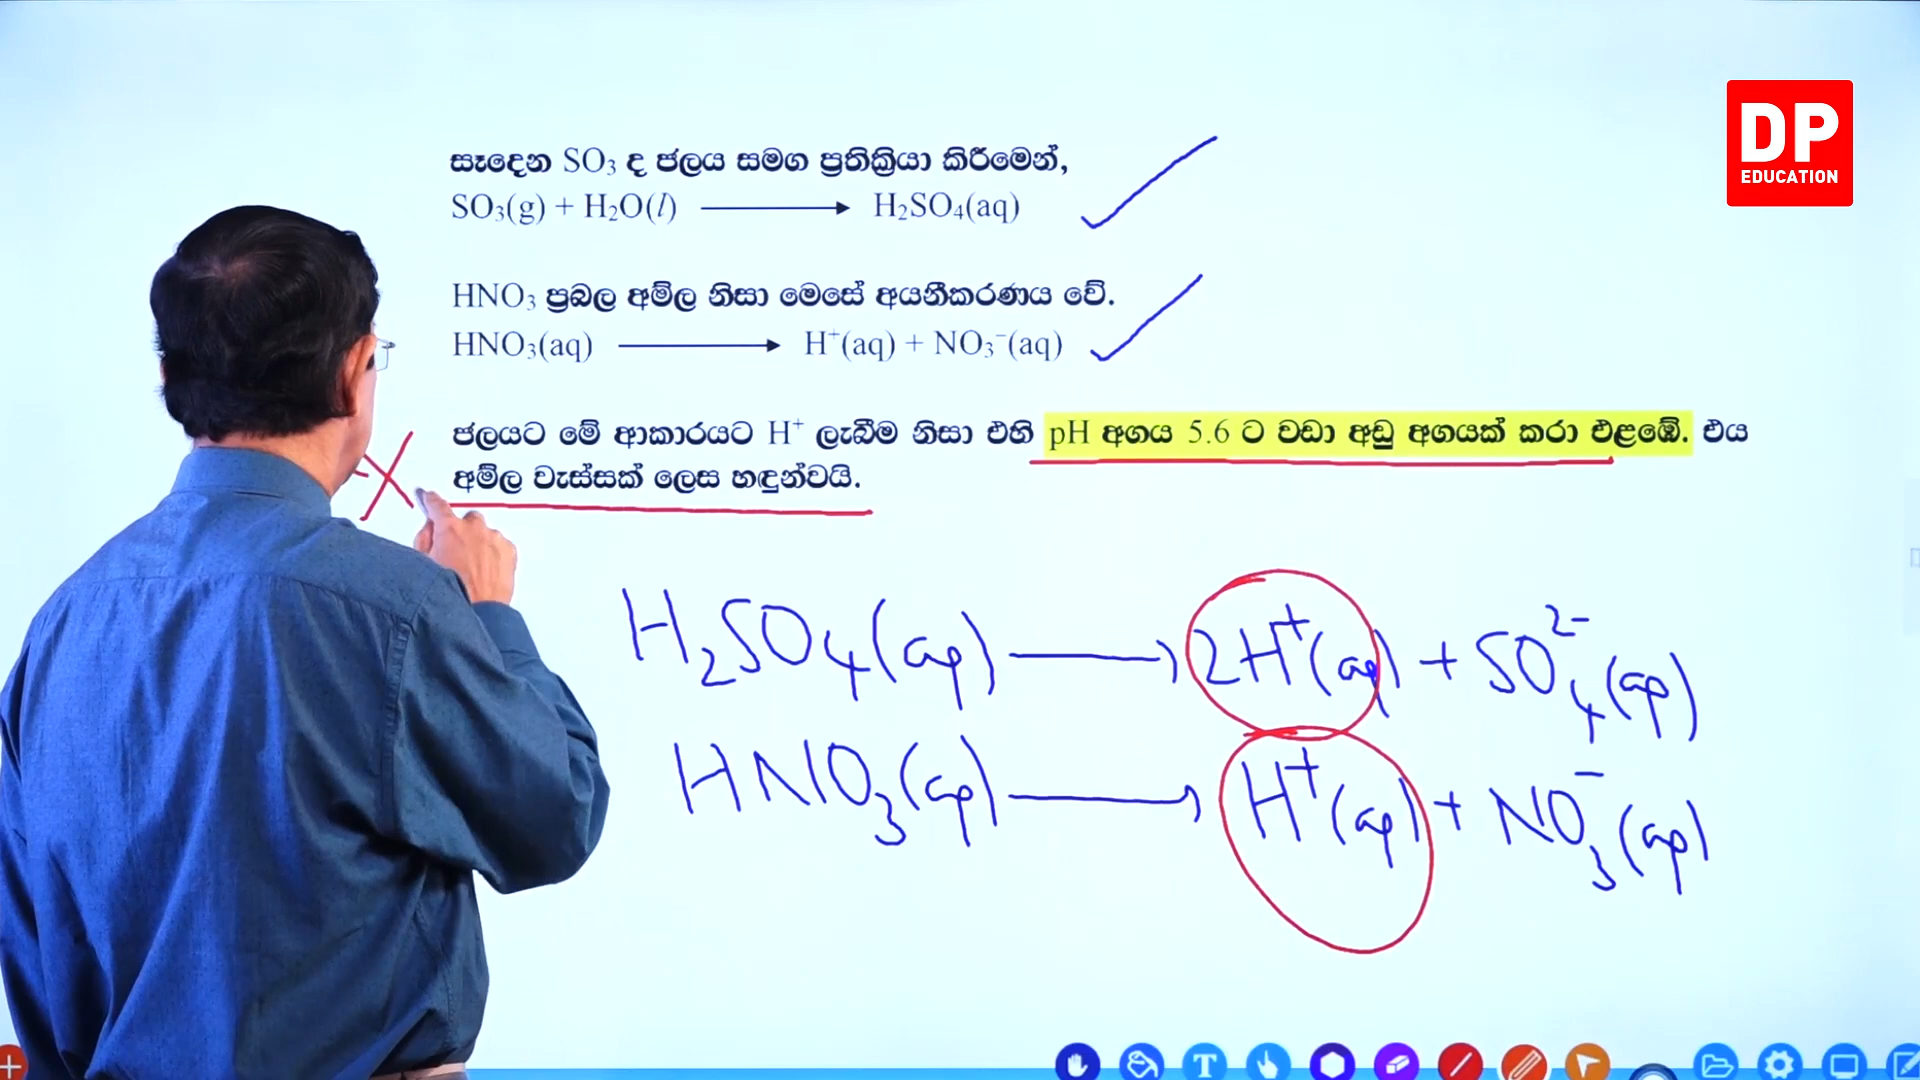 DP
EDUCATION
සෑදෙන SO₃ ද ජලය සමග ප්‍රතික්‍රියා කිරීමෙන්,
SO₃(g) + H₂O(l) ⟶ H₂SO₄(aq)
HNO₃ ප්‍රබල අම්ල නිසා මෙසේ අයනීකරණය වේ.
HNO₃(aq) ⟶ H⁺(aq) + NO₃⁻(aq)
ජලයට මේ ආකාරයට H⁺ ලැබීම නිසා එහි pH අගය 5.6 ට වඩා අඩු අගයක් කරා එළඹේ. එය
අම්ල වැස්සක් ලෙස හඳුන්වයි.
H₂SO₄(aq) ⟶ 2H⁺(aq) + SO₄²⁻(aq)
HNO₃(aq) ⟶ H⁺(aq) + NO₃⁻(aq)